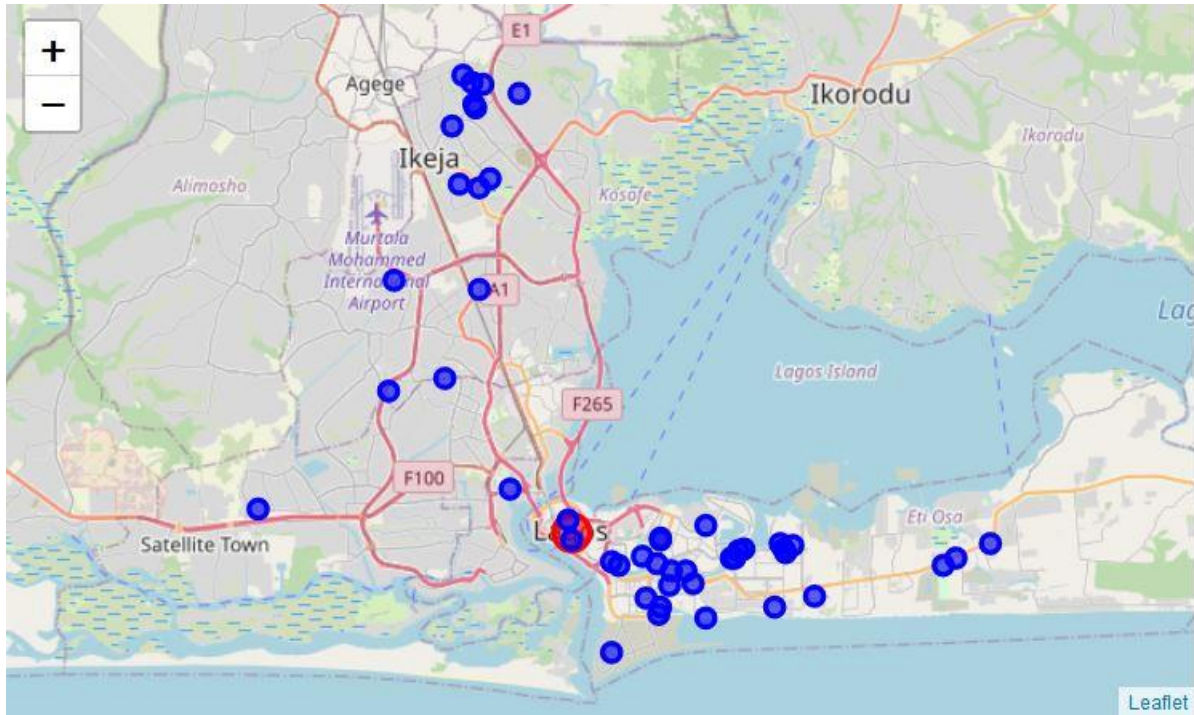 +
−
E1
Agege
Ikorodu
Ikorodu
Ikeja
Alimosho
Kosofe
Murtala
Mohammed
International
Airport
A1
Lag
Lagos Island
F265
F100
Lagos
Eti Osa
Satellite Town
Leaflet